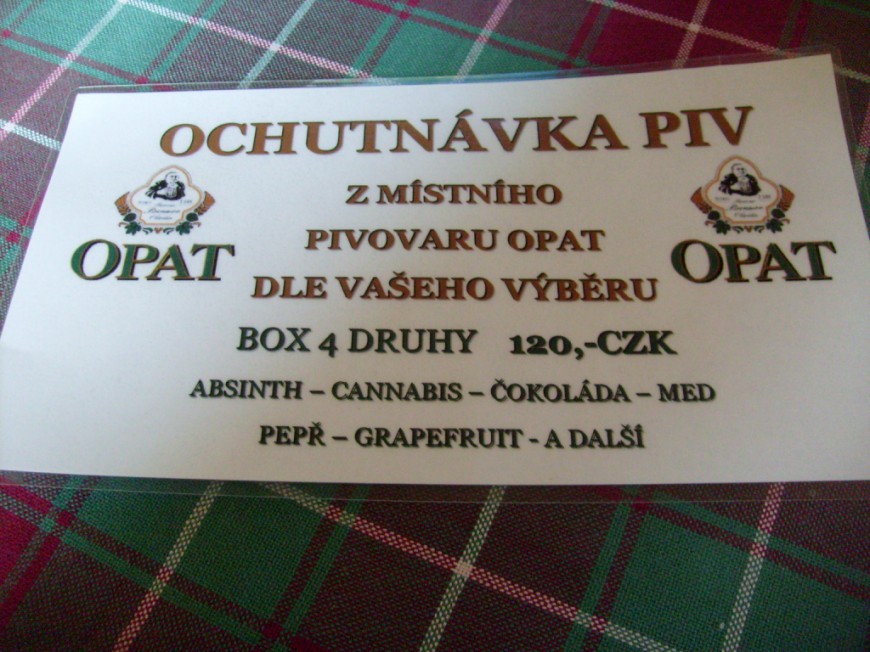 OCHUTNÁVKA PIV
Z MÍSTNÍHO
PIVOVARU OPAT
DLE VAŠEHO VÝBĚRU
OPAT
OPAT
BOX 4 DRUHY 120,-CZK
ABSINTH – CANNABIS – ČOKOLÁDA – MED
PEPŘ – GRAPEFRUIT - A DALŠÍ